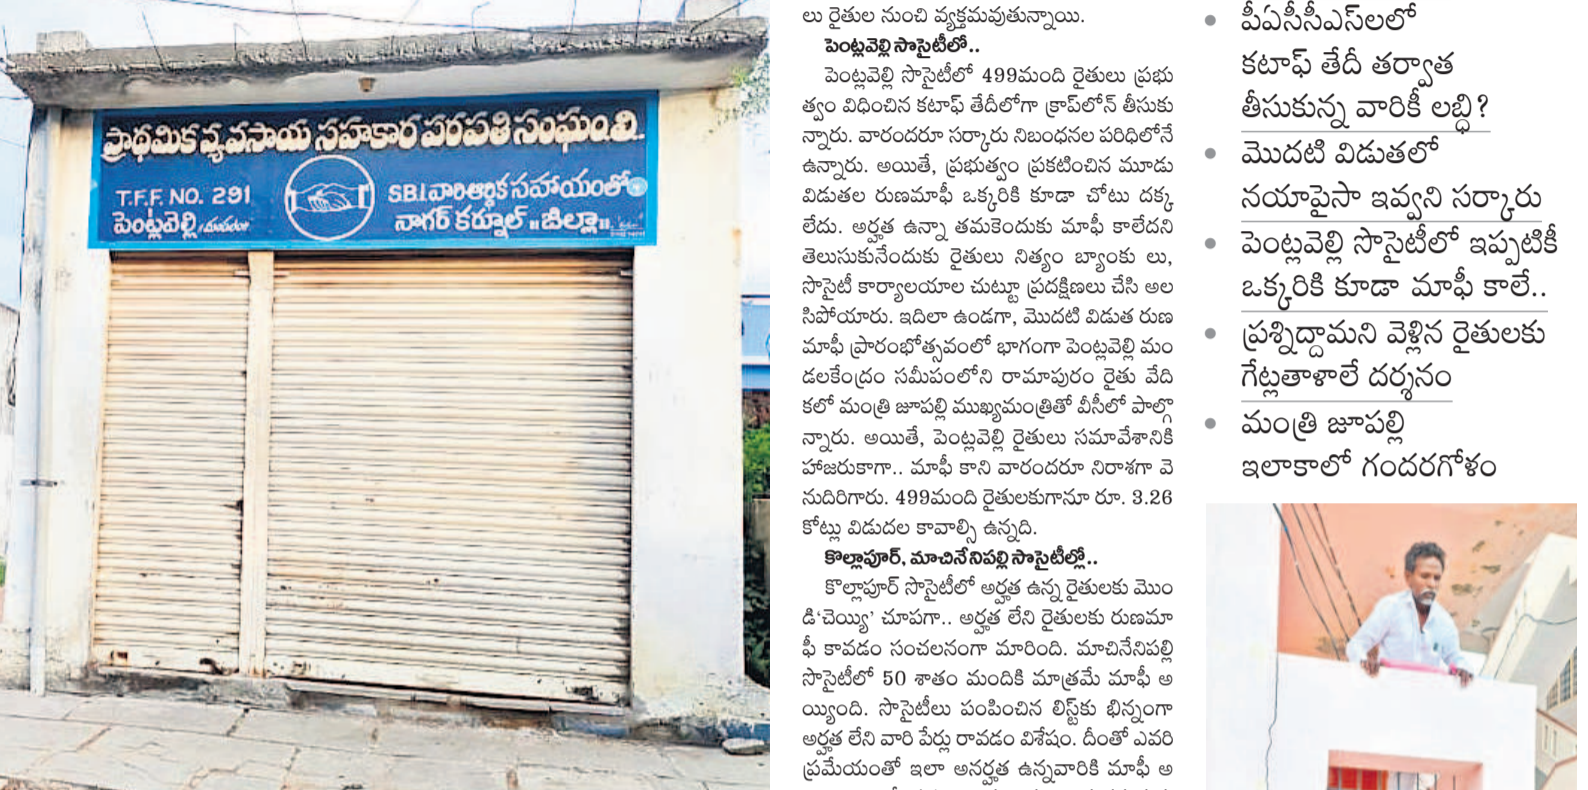 ప్రాథమిక వ్యవసాయ సహకార పరపతి సంఘం లి..
T.F.F. NO. 291
పెంట్లవెల్లి
S.B.I వారి ఆర్థిక సహాయంతో
నాగర్ కర్నూల్ :: జిల్లా ::
లు రైతుల నుంచి వ్యక్తమవుతున్నాయి.
పెంట్లవెల్లి సొసైటీలో..
పెంట్లవెల్లి సొసైటీలో 499మంది రైతులు ప్రభు
త్వం విధించిన కటాఫ్ తేదీలోగా క్రాప్‌లోన్ తీసుకు
న్నారు. వారందరూ సర్కారు నిబంధనల పరిధిలోనే
ఉన్నారు. అయితే, ప్రభుత్వం ప్రకటించిన మూడు
విడుతల రుణమాఫీ ఒక్కరికి కూడా చోటు దక్క
లేదు. అర్హత ఉన్నా తమకెందుకు మాఫీ కాలేదని
తెలుసుకునేందుకు రైతులు నిత్యం బ్యాంకు లు,
సొసైటీ కార్యాలయాల చుట్టూ ప్రదక్షిణలు చేసి అల
సిపోయారు. ఇదిలా ఉండగా, మొదటి విడుత రుణ
మాఫీ ప్రారంభోత్సవంలో భాగంగా పెంట్లవెల్లి మం
డలకేంద్రం సమీపంలోని రామాపురం రైతు వేది
కలో మంత్రి జూపల్లి ముఖ్యమంత్రితో వీసీలో పాల్గొ
న్నారు. అయితే, పెంట్లవెల్లి రైతులు సమావేశానికి
హాజరుకాగా.. మాఫీ కాని వారందరూ నిరాశగా వె
నుదిరిగారు. 499మంది రైతులకుగానూ రూ. 3.26
కోట్లు విడుదల కావాల్సి ఉన్నది.
కొల్లాపూర్, మాచినేనిపల్లి సొసైటీల్లో..
కొల్లాపూర్ సొసైటీలో అర్హత ఉన్న రైతులకు మొం
డి‘చెయ్యి’ చూపగా.. అర్హత లేని రైతులకు రుణమా
ఫీ కావడం సంచలనంగా మారింది. మాచినేనిపల్లి
సొసైటీలో 50 శాతం మందికి మాత్రమే మాఫీ అ
య్యింది. సొసైటీలు పంపించిన లిస్ట్‌కు భిన్నంగా
అర్హత లేని వారి పేర్లు రావడం విశేషం. దీంతో ఎవరి
ప్రమేయంతో ఇలా అనర్హత ఉన్నవారికి మాఫీ అ
• పీఏసీసీఎస్‌లలో
కటాఫ్ తేదీ తర్వాత
తీసుకున్న వారికీ లబ్ధి?
• మొదటి విడుతలో
నయాపైసా ఇవ్వని సర్కారు
• పెంట్లవెల్లి సొసైటీలో ఇప్పటికీ
ఒక్కరికి కూడా మాఫీ కాలే..
• ప్రశ్నిద్దామని వెళ్లిన రైతులకు
గేట్లతాళాలే దర్శనం
• మంత్రి జూపల్లి
ఇలాకాలో గందరగోళం